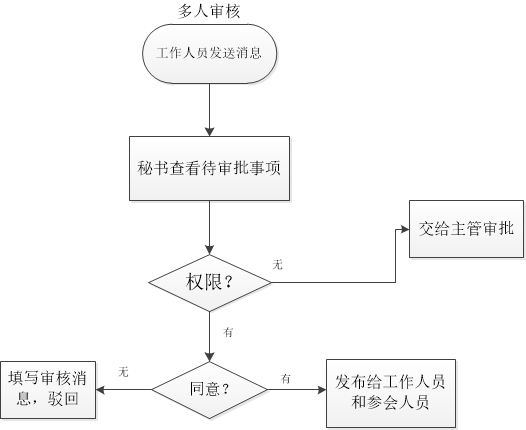 多人审核
工作人员发送消息
秘书查看待审批事项
交给主管审批
权限？
无
有
填写审核消
息，驳回
无
同意？
有
发布给工作人员
和参会人员